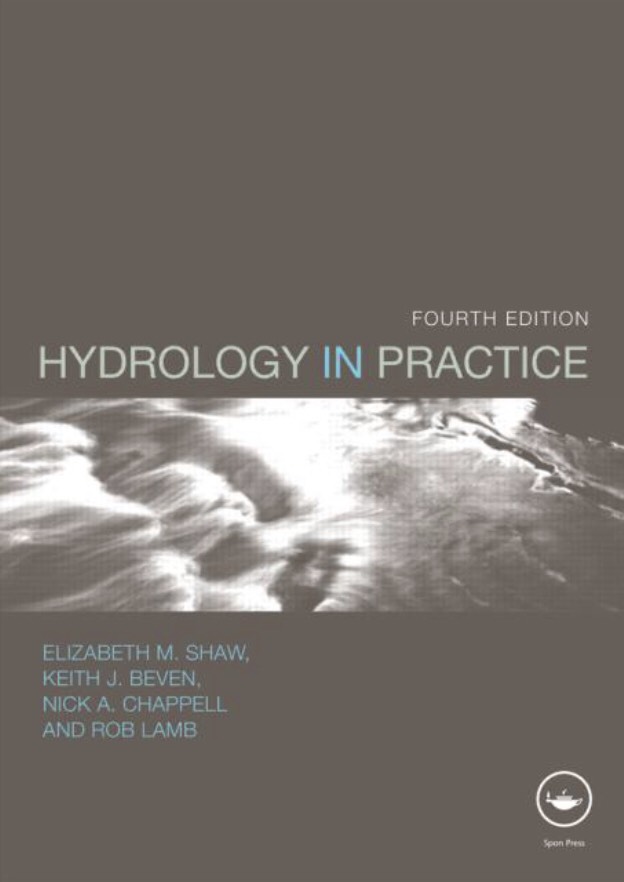 FOURTH EDITION
HYDROLOGY IN PRACTICE
ELIZABETH M. SHAW,
KEITH J. BEVEN,
NICK A. CHAPPELL
AND ROB LAMB
Spon Press